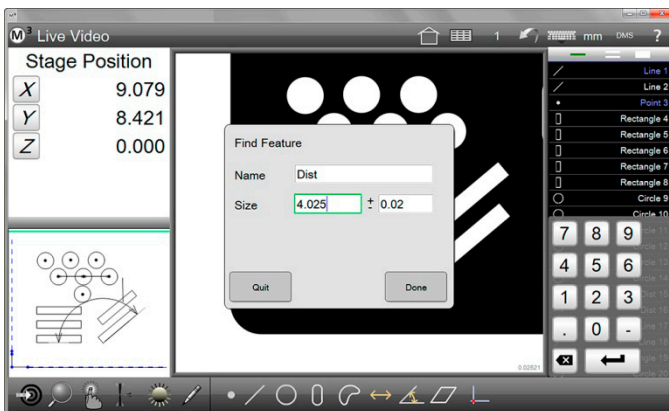 M³ Live Video
1
mm
DMS
?
Stage Position
X 9.079
Y 8.421
Z 0.000
Find Feature
Name Dist
Size 4.025 ± 0.02
Quit
Done
0.02621
Line 1
Line 2
Point 3
Rectangle 4
Rectangle 5
Rectangle 6
Rectangle 7
Rectangle 8
Circle 9
Circle 10
7 8 9
4 5 6
1 2 3
. 0 -